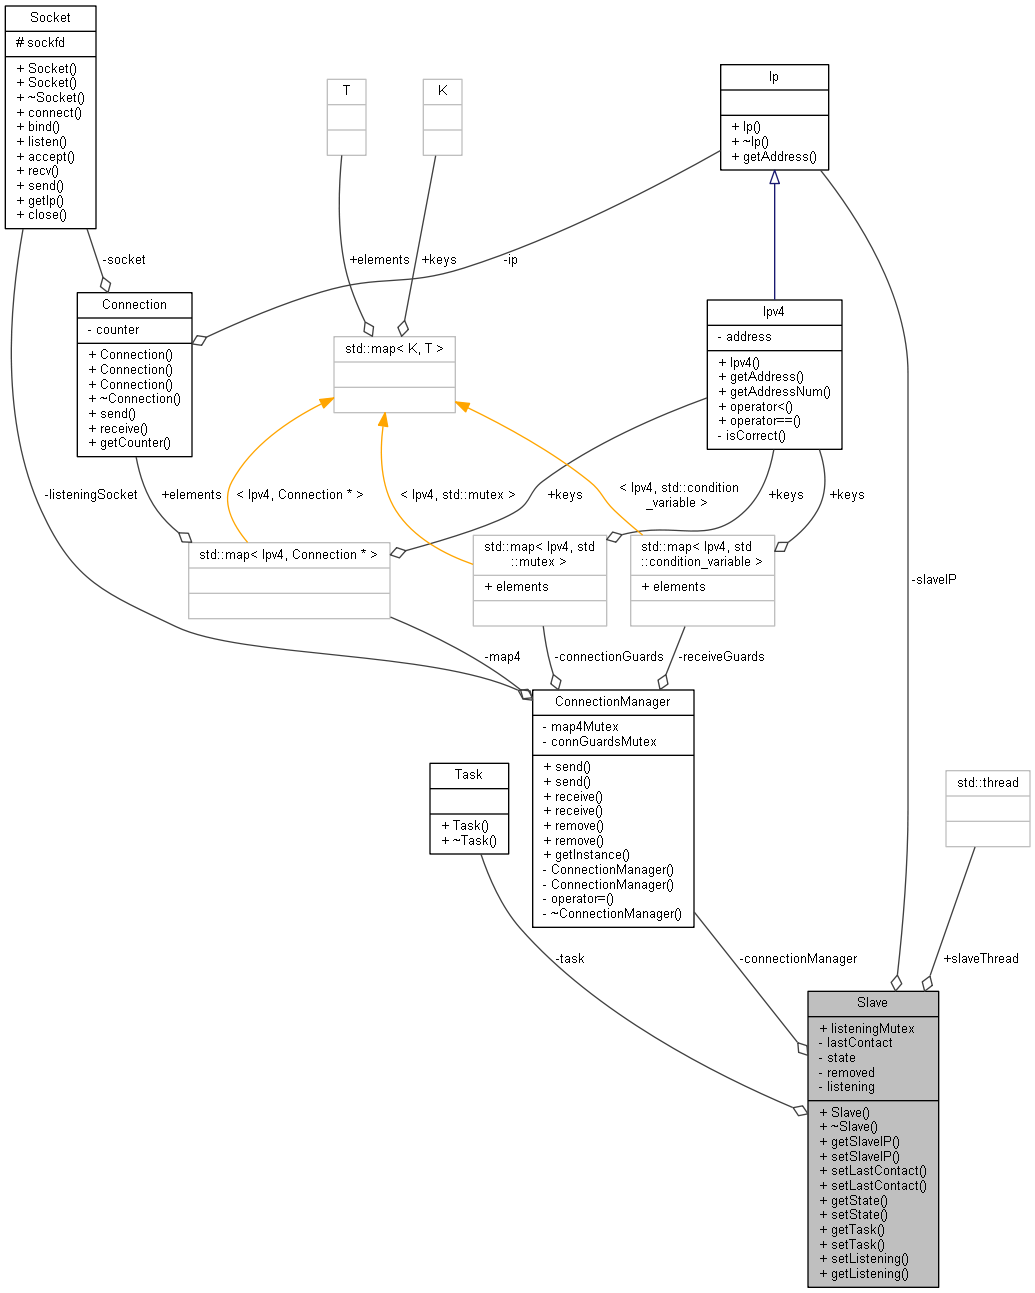 Socket
# sockfd
+ Socket()
+ Socket()
+ ~Socket()
+ connect()
+ bind()
+ listen()
+ accept()
+ recv()
+ send()
+ getIp()
+ close()
T
K
Ip
+ Ip()
+ ~Ip()
+ getAddress()
-socket
+elements
+keys
-ip
Connection
- counter
+ Connection()
+ Connection()
+ Connection()
+ ~Connection()
+ send()
+ receive()
+ getCounter()
std::map< K, T >
Ipv4
- address
+ Ipv4()
+ getAddress()
+ getAddressNum()
+ operator<()
+ operator==()
- isCorrect()
-listeningSocket
+elements
< Ipv4, Connection * >
< Ipv4, std::mutex >
+keys
< Ipv4, std::condition
_variable >
+keys
+keys
std::map< Ipv4, Connection * >
std::map< Ipv4, std
::mutex >
+ elements
std::map< Ipv4, std
::condition_variable >
+ elements
-slaveIP
-map4
-connectionGuards
-receiveGuards
ConnectionManager
- map4Mutex
- connGuardsMutex
+ send()
+ send()
+ receive()
+ receive()
+ remove()
+ remove()
+ getInstance()
- ConnectionManager()
- ConnectionManager()
- operator=()
- ~ConnectionManager()
Task
+ Task()
+ ~Task()
std::thread
-task
-connectionManager
+slaveThread
Slave
+ listeningMutex
- lastContact
- state
- removed
- listening
+ Slave()
+ ~Slave()
+ getSlaveIP()
+ setSlaveIP()
+ setLastContact()
+ setLastContact()
+ getState()
+ setState()
+ getTask()
+ setTask()
+ setListening()
+ getListening()